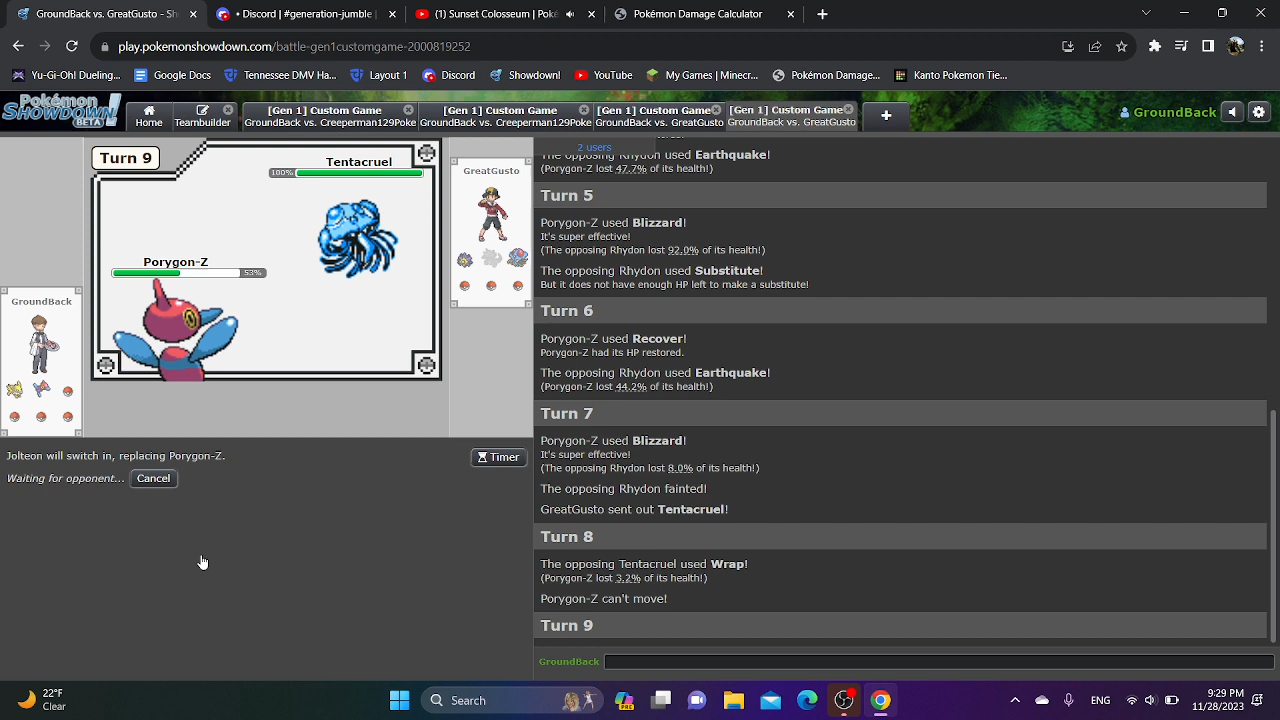 GroundBack vs. GreatGusto - Sh
• Discord | #generation-jumble |
(1) Sunset Colosseum | Poké
Pokémon Damage Calculator
play.pokemonshowdown.com/battle-gen1customgame-2000819252
Yu-Gi-Oh! Dueling...
Google Docs
Tennessee DMV Ha...
Layout 1
Discord
Showdown!
YouTube
My Games | Minecr...
Pokémon Damage...
Kanto Pokemon Tie...
Pokémon
SHOWDOWN!
BETA
Home
Teambuilder
[Gen 1] Custom Game
GroundBack vs. Creeperman129Poke
[Gen 1] Custom Game
GroundBack vs. Creeperman129Poke
[Gen 1] Custom Game
GroundBack vs. GreatGusto
[Gen 1] Custom Game
GroundBack vs. GreatGusto
GroundBack
Turn 9
Tentacruel
100%
Porygon-Z
53%
GreatGusto
GroundBack
Jolteon will switch in, replacing Porygon-Z.
Timer
Waiting for opponent...
Cancel
2 users
The opposing Rhydon used Earthquake!
(Porygon-Z lost 47.7% of its health!)
Turn 5
Porygon-Z used Blizzard!
It's super effective!
(The opposing Rhydon lost 92.0% of its health!)
The opposing Rhydon used Substitute!
But it does not have enough HP left to make a substitute!
Turn 6
Porygon-Z used Recover!
Porygon-Z had its HP restored.
The opposing Rhydon used Earthquake!
(Porygon-Z lost 44.2% of its health!)
Turn 7
Porygon-Z used Blizzard!
It's super effective!
(The opposing Rhydon lost 8.0% of its health!)
The opposing Rhydon fainted!
GreatGusto sent out Tentacruel!
Turn 8
The opposing Tentacruel used Wrap!
(Porygon-Z lost 3.2% of its health!)
Porygon-Z can't move!
Turn 9
GroundBack
22°F
Clear
Search
ENG
9:29 PM
11/28/2023